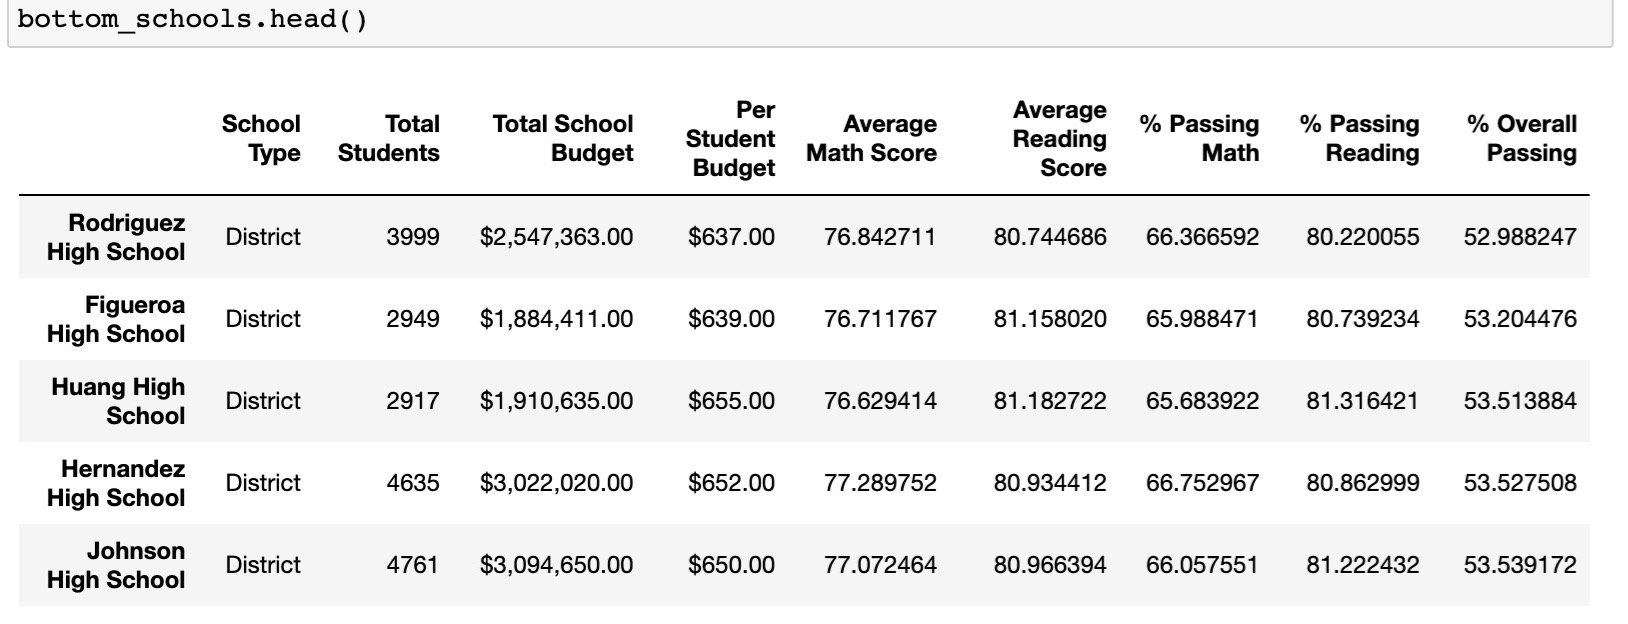 bottom_schools.head()
School Type Total Students Total School Budget Per Student Budget Average Math Score Average Reading Score % Passing Math % Passing Reading % Overall Passing
Rodriguez High School District 3999 $2,547,363.00 $637.00 76.842711 80.744686 66.366592 80.220055 52.988247
Figueroa High School District 2949 $1,884,411.00 $639.00 76.711767 81.158020 65.988471 80.739234 53.204476
Huang High School District 2917 $1,910,635.00 $655.00 76.629414 81.182722 65.683922 81.316421 53.513884
Hernandez High School District 4635 $3,022,020.00 $652.00 77.289752 80.934412 66.752967 80.862999 53.527508
Johnson High School District 4761 $3,094,650.00 $650.00 77.072464 80.966394 66.057551 81.222432 53.539172